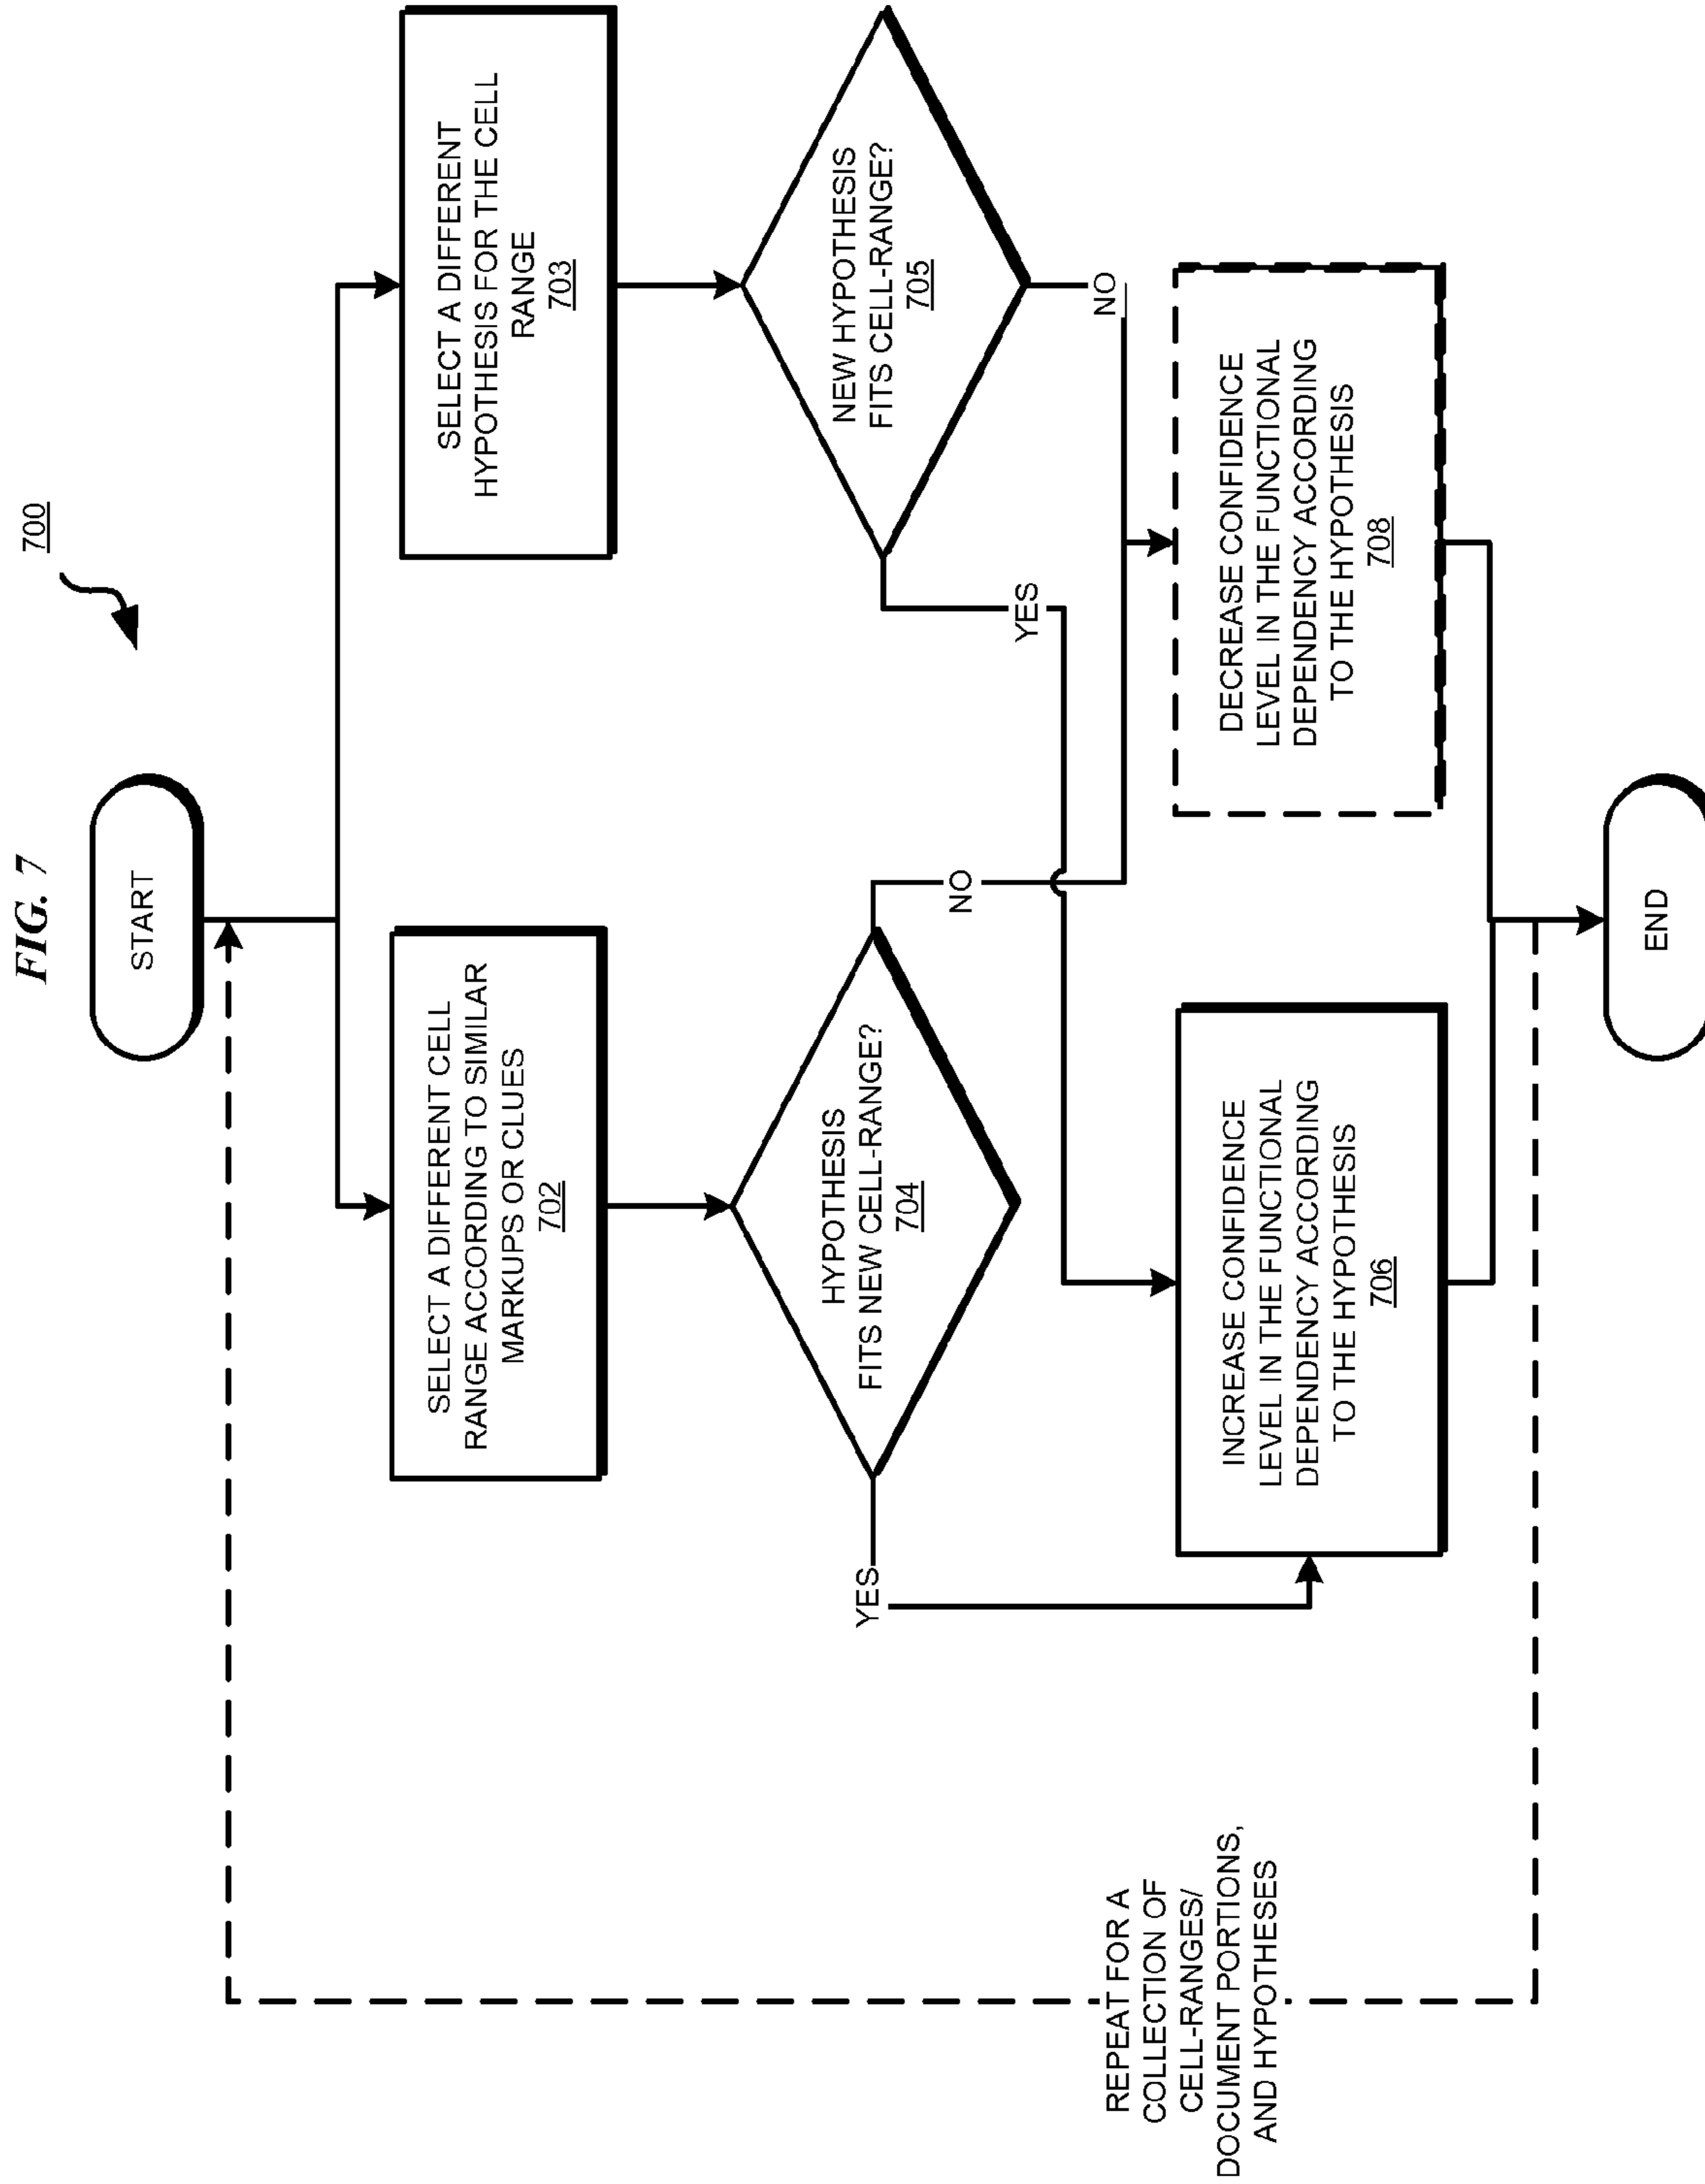 FIG. 7
700
START
SELECT A DIFFERENT CELL
RANGE ACCORDING TO SIMILAR
MARKUPS OR CLUES
702
SELECT A DIFFERENT
HYPOTHESIS FOR THE CELL
RANGE
703
HYPOTHESIS
FITS NEW CELL-RANGE?
704
NEW HYPOTHESIS
FITS CELL-RANGE?
705
YES
NO
YES
NO
REPEAT FOR A
COLLECTION OF
CELL-RANGES/
DOCUMENT PORTIONS,
AND HYPOTHESES
INCREASE CONFIDENCE
LEVEL IN THE FUNCTIONAL
DEPENDENCY ACCORDING
TO THE HYPOTHESIS
706
DECREASE CONFIDENCE
LEVEL IN THE FUNCTIONAL
DEPENDENCY ACCORDING
TO THE HYPOTHESIS
708
END